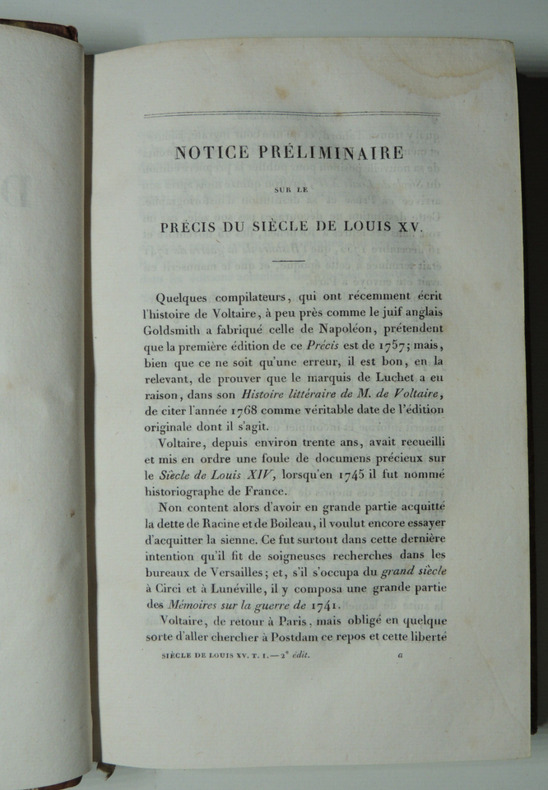 NOTICE PRÉLIMINAIRE
SUR LE
PRÉCIS DU SIÈCLE DE LOUIS XV.
Quelques compilateurs, qui ont récemment écrit
l'histoire de Voltaire, à peu près comme le juif anglais
Goldsmith a fabriqué celle de Napoléon, prétendent
que la première édition de ce Précis est de 1757; mais,
bien que ce ne soit qu'une erreur, il est bon, en la
relevant, de prouver que le marquis de Luchet a eu
raison, dans son Histoire littéraire de M. de Voltaire,
de citer l'année 1768 comme véritable date de l'édition
originale dont il s'agit.
Voltaire, depuis environ trente ans, avait recueilli
et mis en ordre une foule de documens précieux sur
le Siècle de Louis XIV, lorsqu'en 1745 il fut nommé
historiographe de France.
Non content alors d'avoir en grande partie acquitté
la dette de Racine et de Boileau, il voulut encore essayer
d'acquitter la sienne. Ce fut surtout dans cette dernière
intention qu'il fit de soigneuses recherches dans les
bureaux de Versailles; et, s'il s'occupa du grand siècle
à Circi et à Lunéville, il y composa une grande partie
des Mémoires sur la guerre de 1741.
Voltaire, de retour à Paris, mais obligé en quelque
sorte d'aller chercher à Postdam ce repos et cette liberté
SIÈCLE DE LOUIS XV. T. I. — 2e édit. a